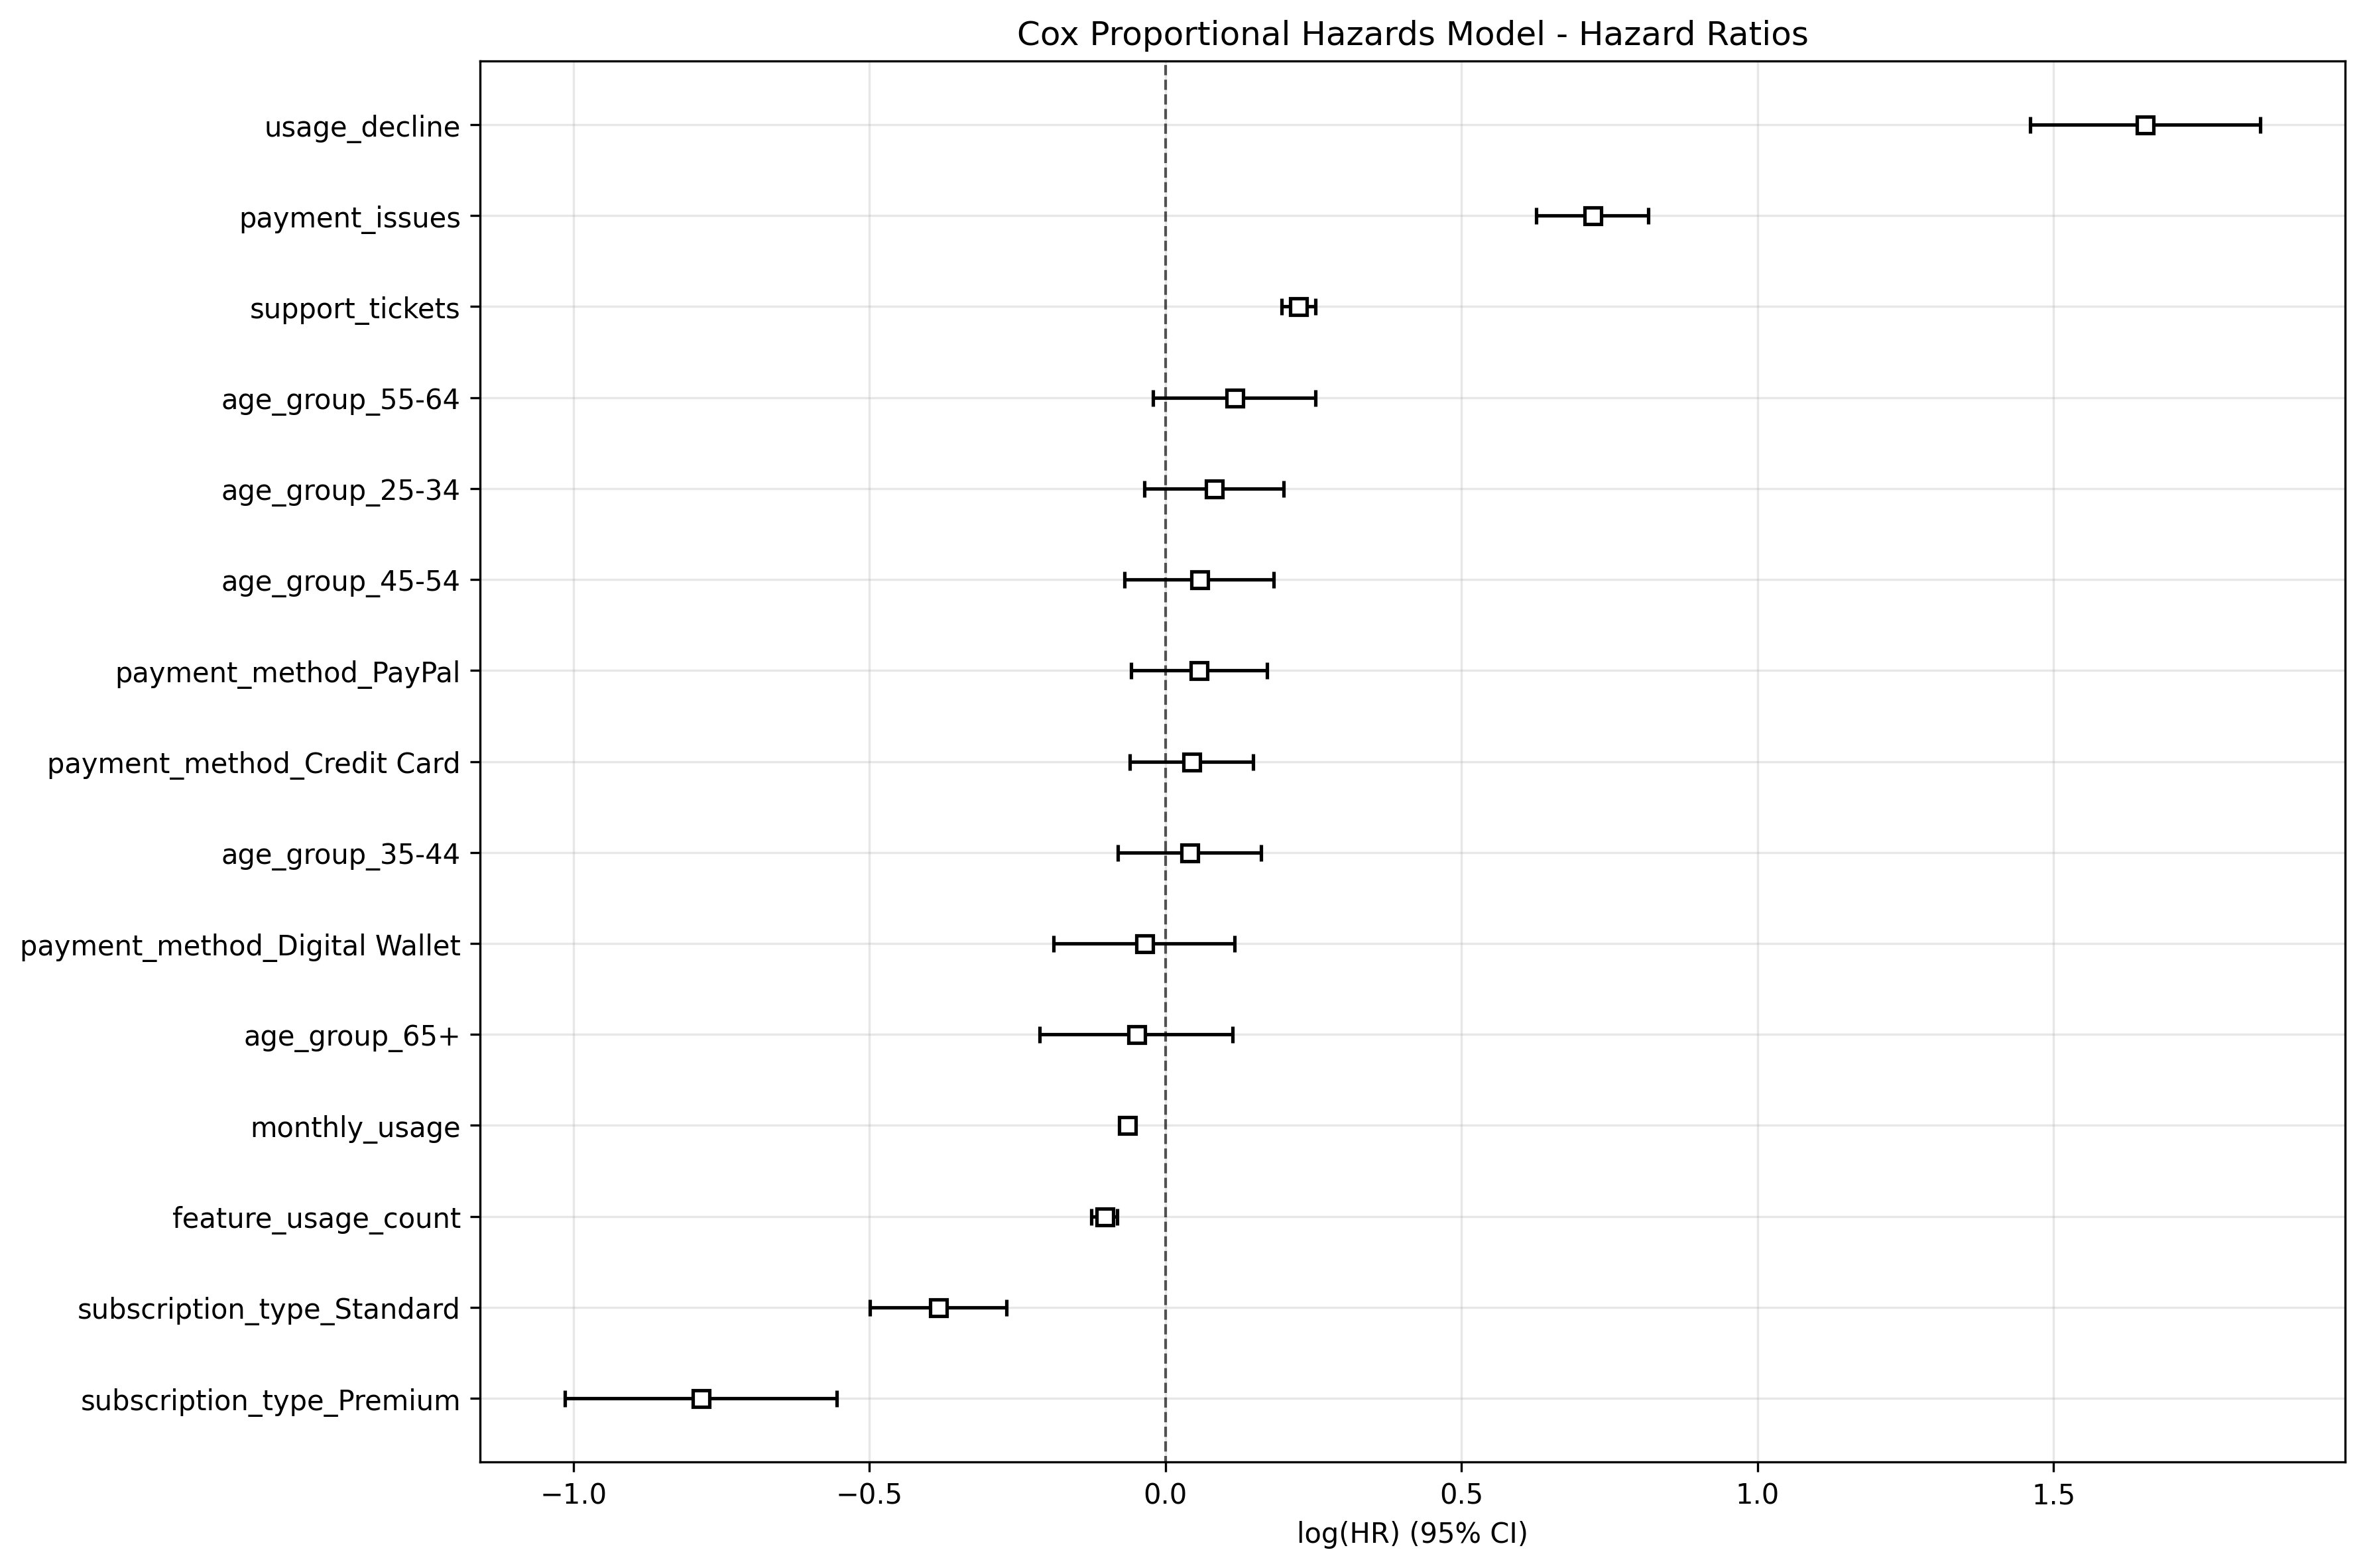 Cox Proportional Hazards Model - Hazard Ratios
usage_decline
payment_issues
support_tickets
age_group_55-64
age_group_25-34
age_group_45-54
payment_method_PayPal
payment_method_Credit Card
age_group_35-44
payment_method_Digital Wallet
age_group_65+
monthly_usage
feature_usage_count
subscription_type_Standard
subscription_type_Premium
−1.0 −0.5 0.0 0.5 1.0 1.5
log(HR) (95% CI)